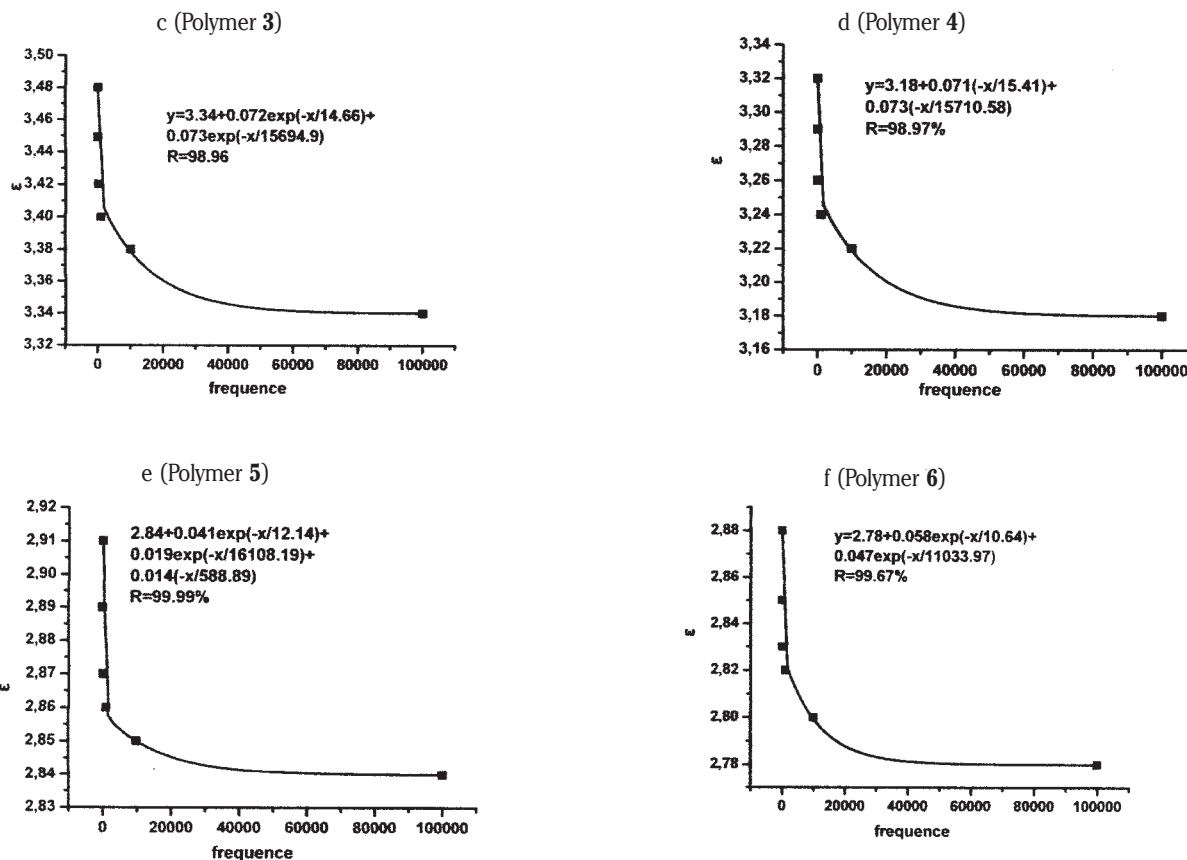 c (Polymer 3)
3,50
3,48
3,46
3,44
3,42
3,40
3,38
3,36
3,34
3,32
ε
y=3.34+0.072exp(-x/14.66)+
0.073exp(-x/15694.9)
R=98.96
0 20000 40000 60000 80000 100000
frequence
d (Polymer 4)
3,34
3,32
3,30
3,28
3,26
3,24
3,22
3,20
3,18
3,16
ε
y=3.18+0.071(-x/15.41)+
0.073(-x/15710.58)
R=98.97%
0 20000 40000 60000 80000 100000
frequence
e (Polymer 5)
2,92
2,91
2,90
2,89
2,88
2,87
2,86
2,85
2,84
2,83
ε
2.84+0.041exp(-x/12.14)+
0.019exp(-x/16108.19)+
0.014(-x/588.89)
R=99.99%
0 20000 40000 60000 80000 100000
frequence
f (Polymer 6)
2,88
2,86
2,84
2,82
2,80
2,78
ε
y=2.78+0.058exp(-x/10.64)+
0.047exp(-x/11033.97)
R=99.67%
0 20000 40000 60000 80000 100000
frequence